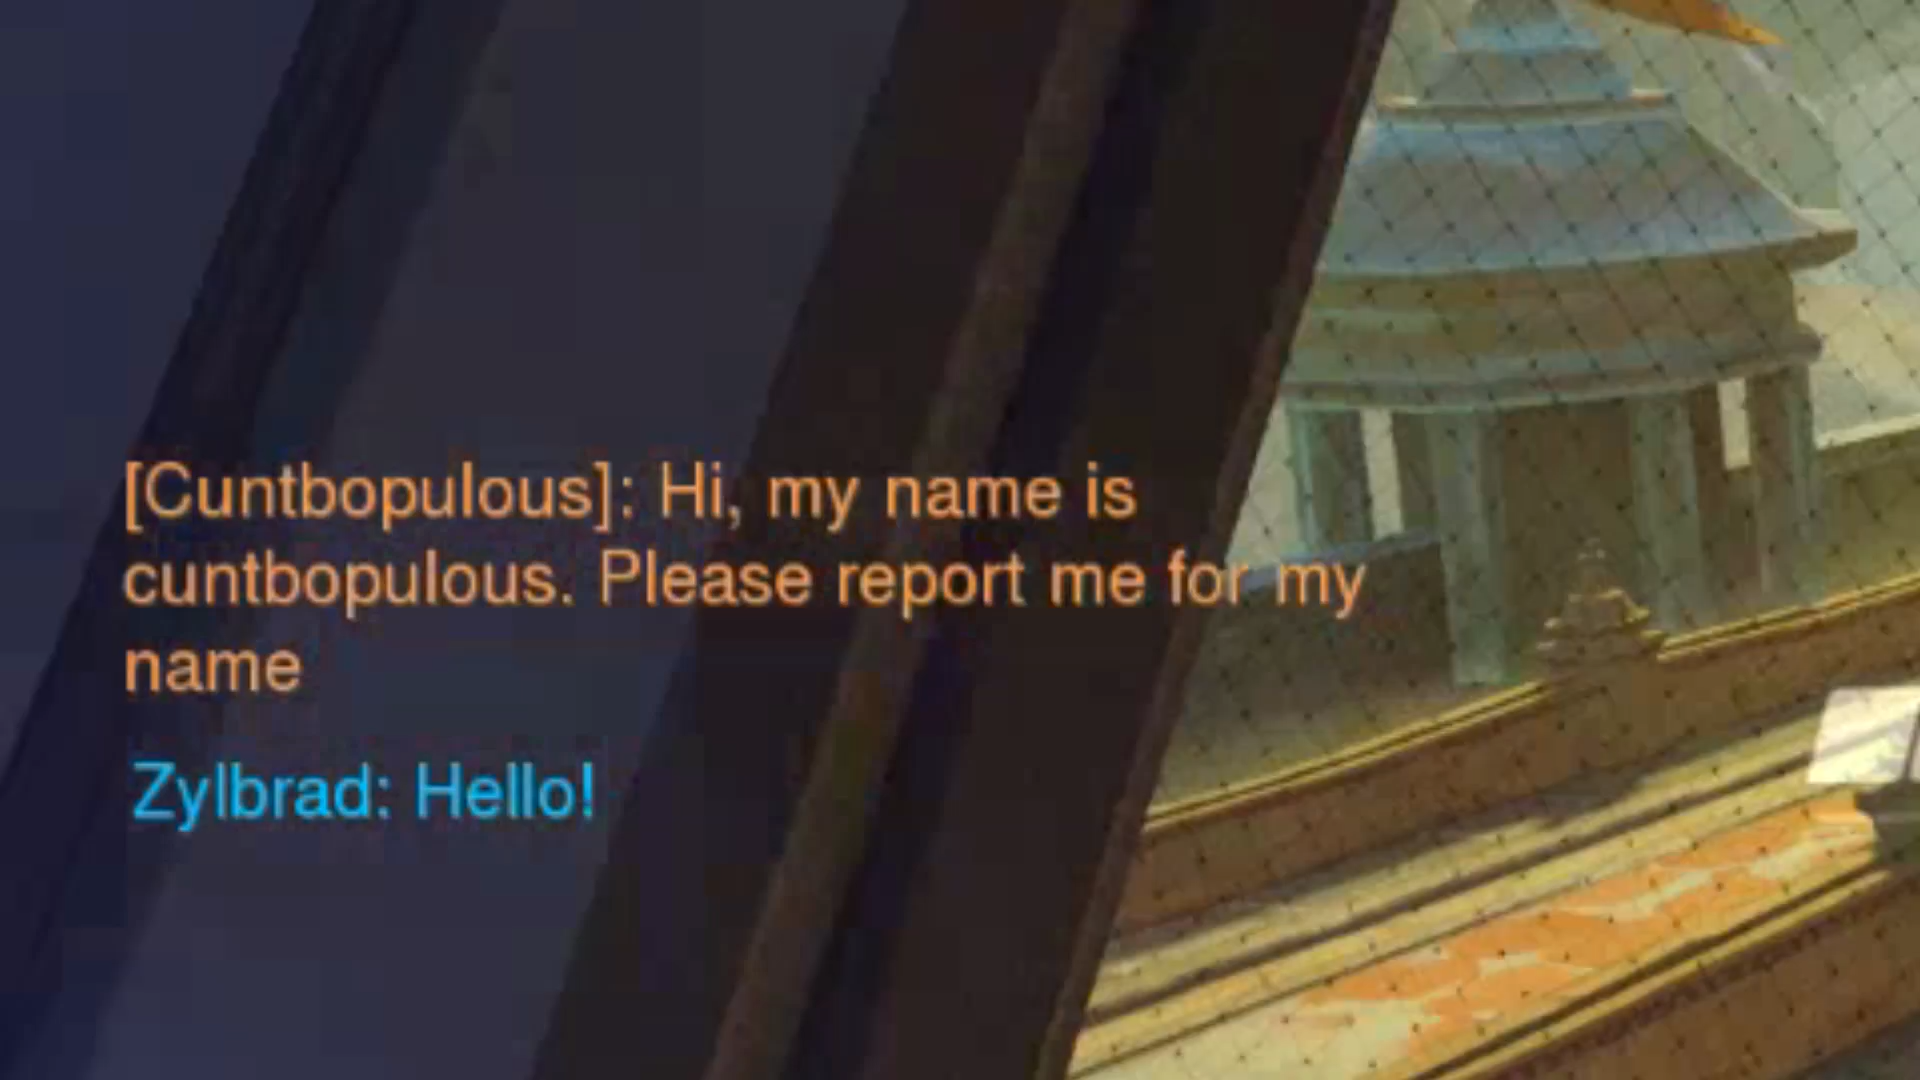 [Cuntbopulous]: Hi, my name is
cuntbopulous. Please report me for my
name
Zylbrad: Hello!